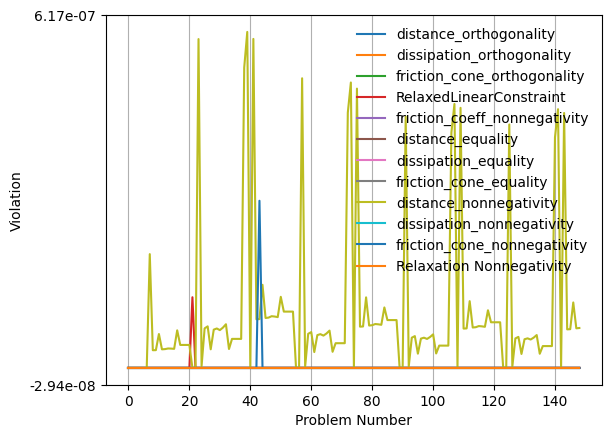 6.17e-07
distance_orthogonality
dissipation_orthogonality
friction_cone_orthogonality
RelaxedLinearConstraint
friction_coeff_nonnegativity
distance_equality
dissipation_equality
friction_cone_equality
distance_nonnegativity
dissipation_nonnegativity
friction_cone_nonnegativity
Relaxation Nonnegativity
Violation
-2.94e-08
0 20 40 60 80 100 120 140
Problem Number